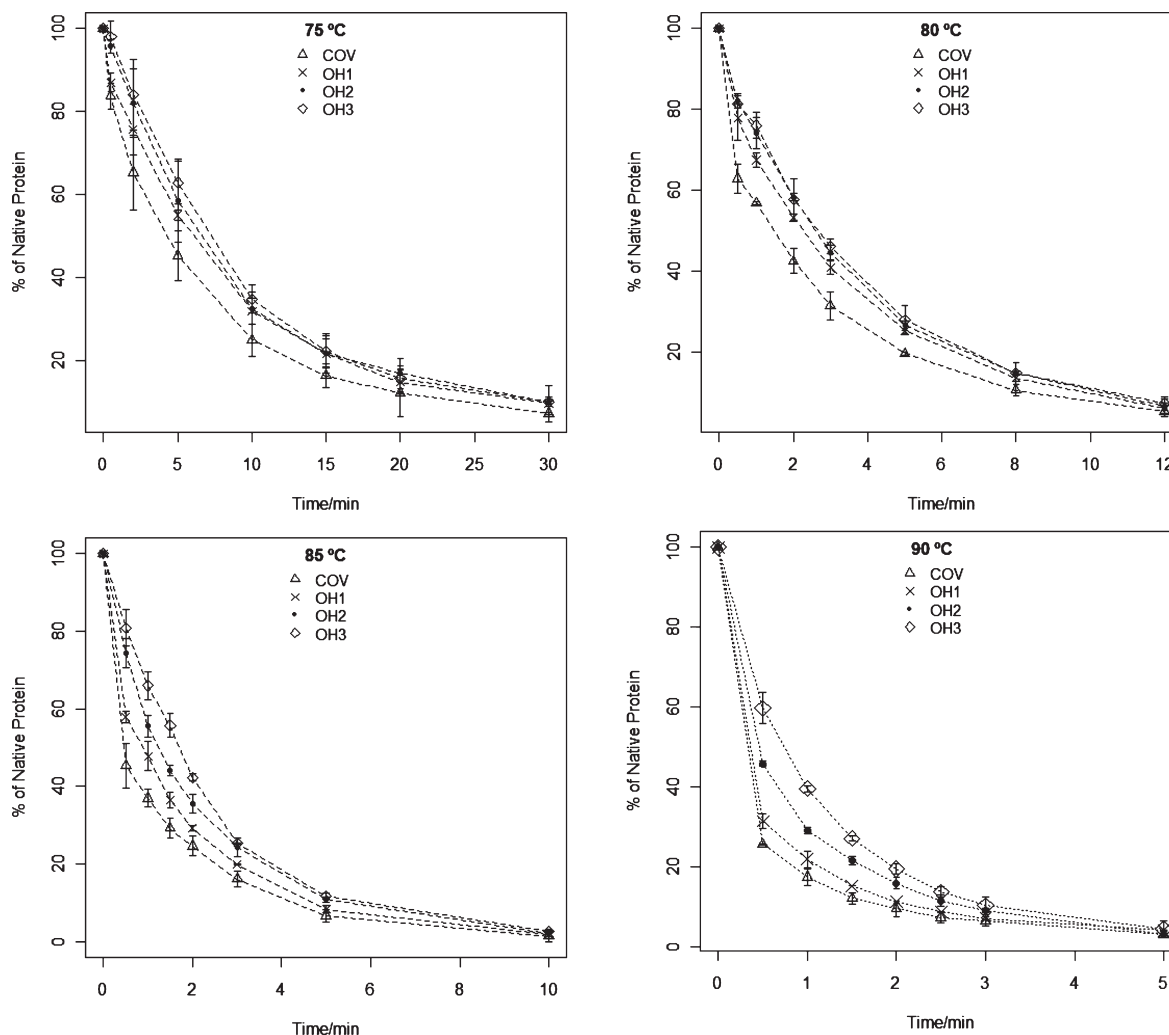 75 ºC
COV
OH1
OH2
OH3
% of Native Protein
100
80
60
40
20
0 5 10 15 20 25 30
Time/min
80 ºC
COV
OH1
OH2
OH3
% of Native Protein
100
80
60
40
20
0 2 4 6 8 10 12
Time/min
85 ºC
COV
OH1
OH2
OH3
% of Native Protein
100
80
60
40
20
0
0 2 4 6 8 10
Time/min
90 ºC
COV
OH1
OH2
OH3
% of Native Protein
100
80
60
40
20
0
0 1 2 3 4 5
Time/min